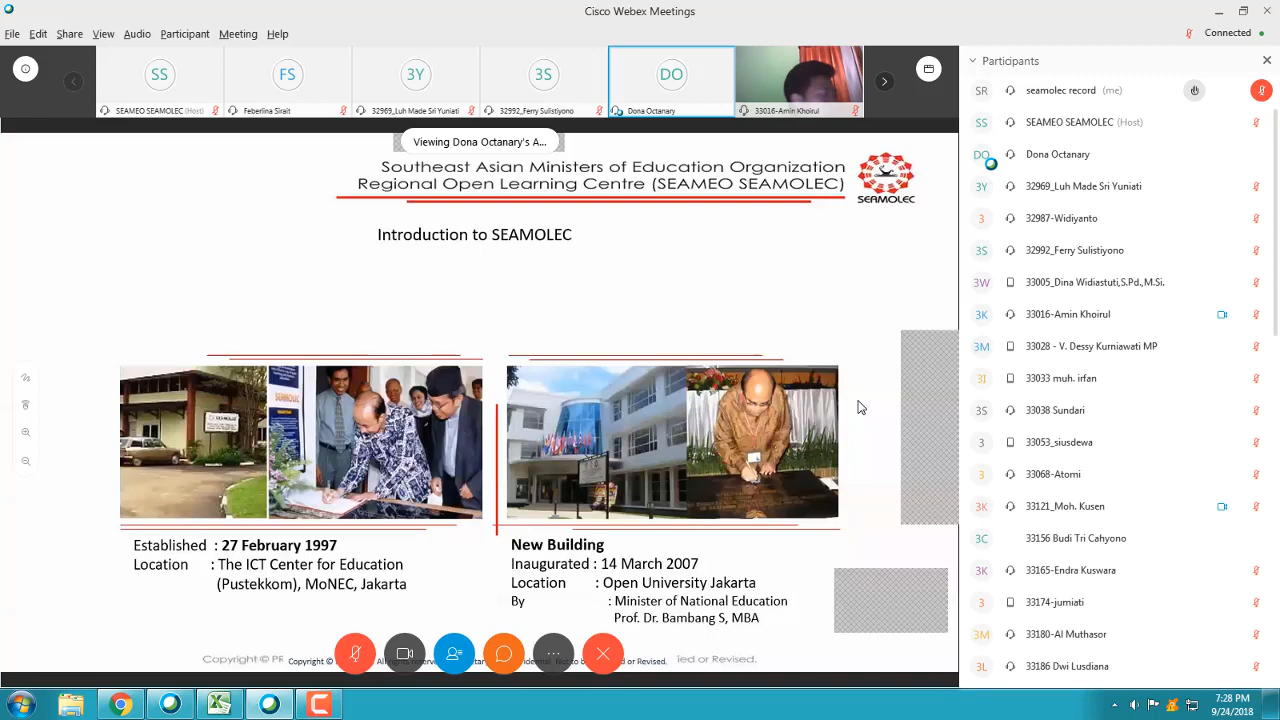 Cisco Webex Meetings
File Edit Share View Audio Participant Meeting Help
Connected
SS
FS
3Y
3S
DO
SEAMEO SEAMOLEC (Host)
Feberlina Sirait
32969_Luh Made Sri Yuniati
32992_Ferry Sulistiyono
Dona Octanary
33016-Amin Khoirul
Viewing Dona Octanary's A...
Southeast Asian Ministers of Education Organization
Regional Open Learning Centre (SEAMEO SEAMOLEC)
SEAMOLEC
Introduction to SEAMOLEC
Established : 27 February 1997
Location : The ICT Center for Education
(Pustekkom), MoNEC, Jakarta
New Building
Inaugurated : 14 March 2007
Location : Open University Jakarta
By : Minister of National Education
Prof. Dr. Bambang S, MBA
Participants
SR seamolec record (me)
SS SEAMEO SEAMOLEC (Host)
DO Dona Octanary
3Y 32969_Luh Made Sri Yuniati
3 32987-Widiyanto
3S 32992_Ferry Sulistiyono
3W 33005_Dina Widiastuti,S.Pd.,M.Si.
3K 33016-Amin Khoirul
3M 33028 - V. Dessy Kurniawati MP
3I 33033 muh. irfan
3S 33038 Sundari
3 33053_siusdewa
3 33068-Atomi
3K 33121_Moh. Kusen
3C 33156 Budi Tri Cahyono
3K 33165-Endra Kuswara
3 33174-jumiati
3M 33180-Al Muthasor
3L 33186 Dwi Lusdiana
7:28 PM
9/24/2018